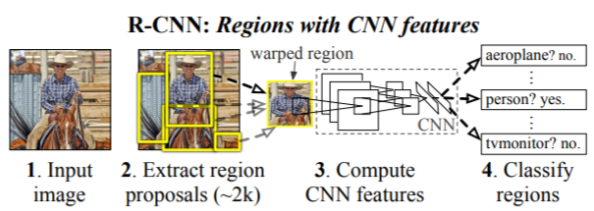 R-CNN: Regions with CNN features
warped region
aeroplane? no.
⋮
person? yes.
⋮
tvmonitor? no.
CNN
1. Input
image
2. Extract region
proposals (~2k)
3. Compute
CNN features
4. Classify
regions